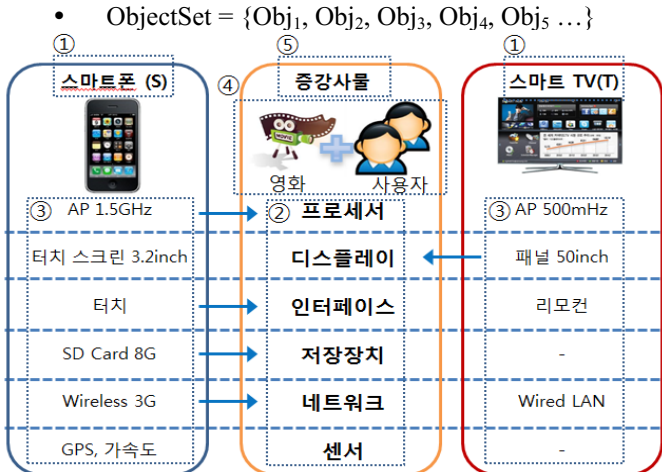 • ObjectSet = {Obj₁, Obj₂, Obj₃, Obj₄, Obj₅ …}
① ⑤ ①
스마트폰 (S) ④ 증강사물 스마트 TV(T)
MOVIE
영화 사용자
③ AP 1.5GHz ② 프로세서 ③ AP 500mHz
터치 스크린 3.2inch 디스플레이 패널 50inch
터치 인터페이스 리모컨
SD Card 8G 저장장치 -
Wireless 3G 네트워크 Wired LAN
GPS, 가속도 센서 -